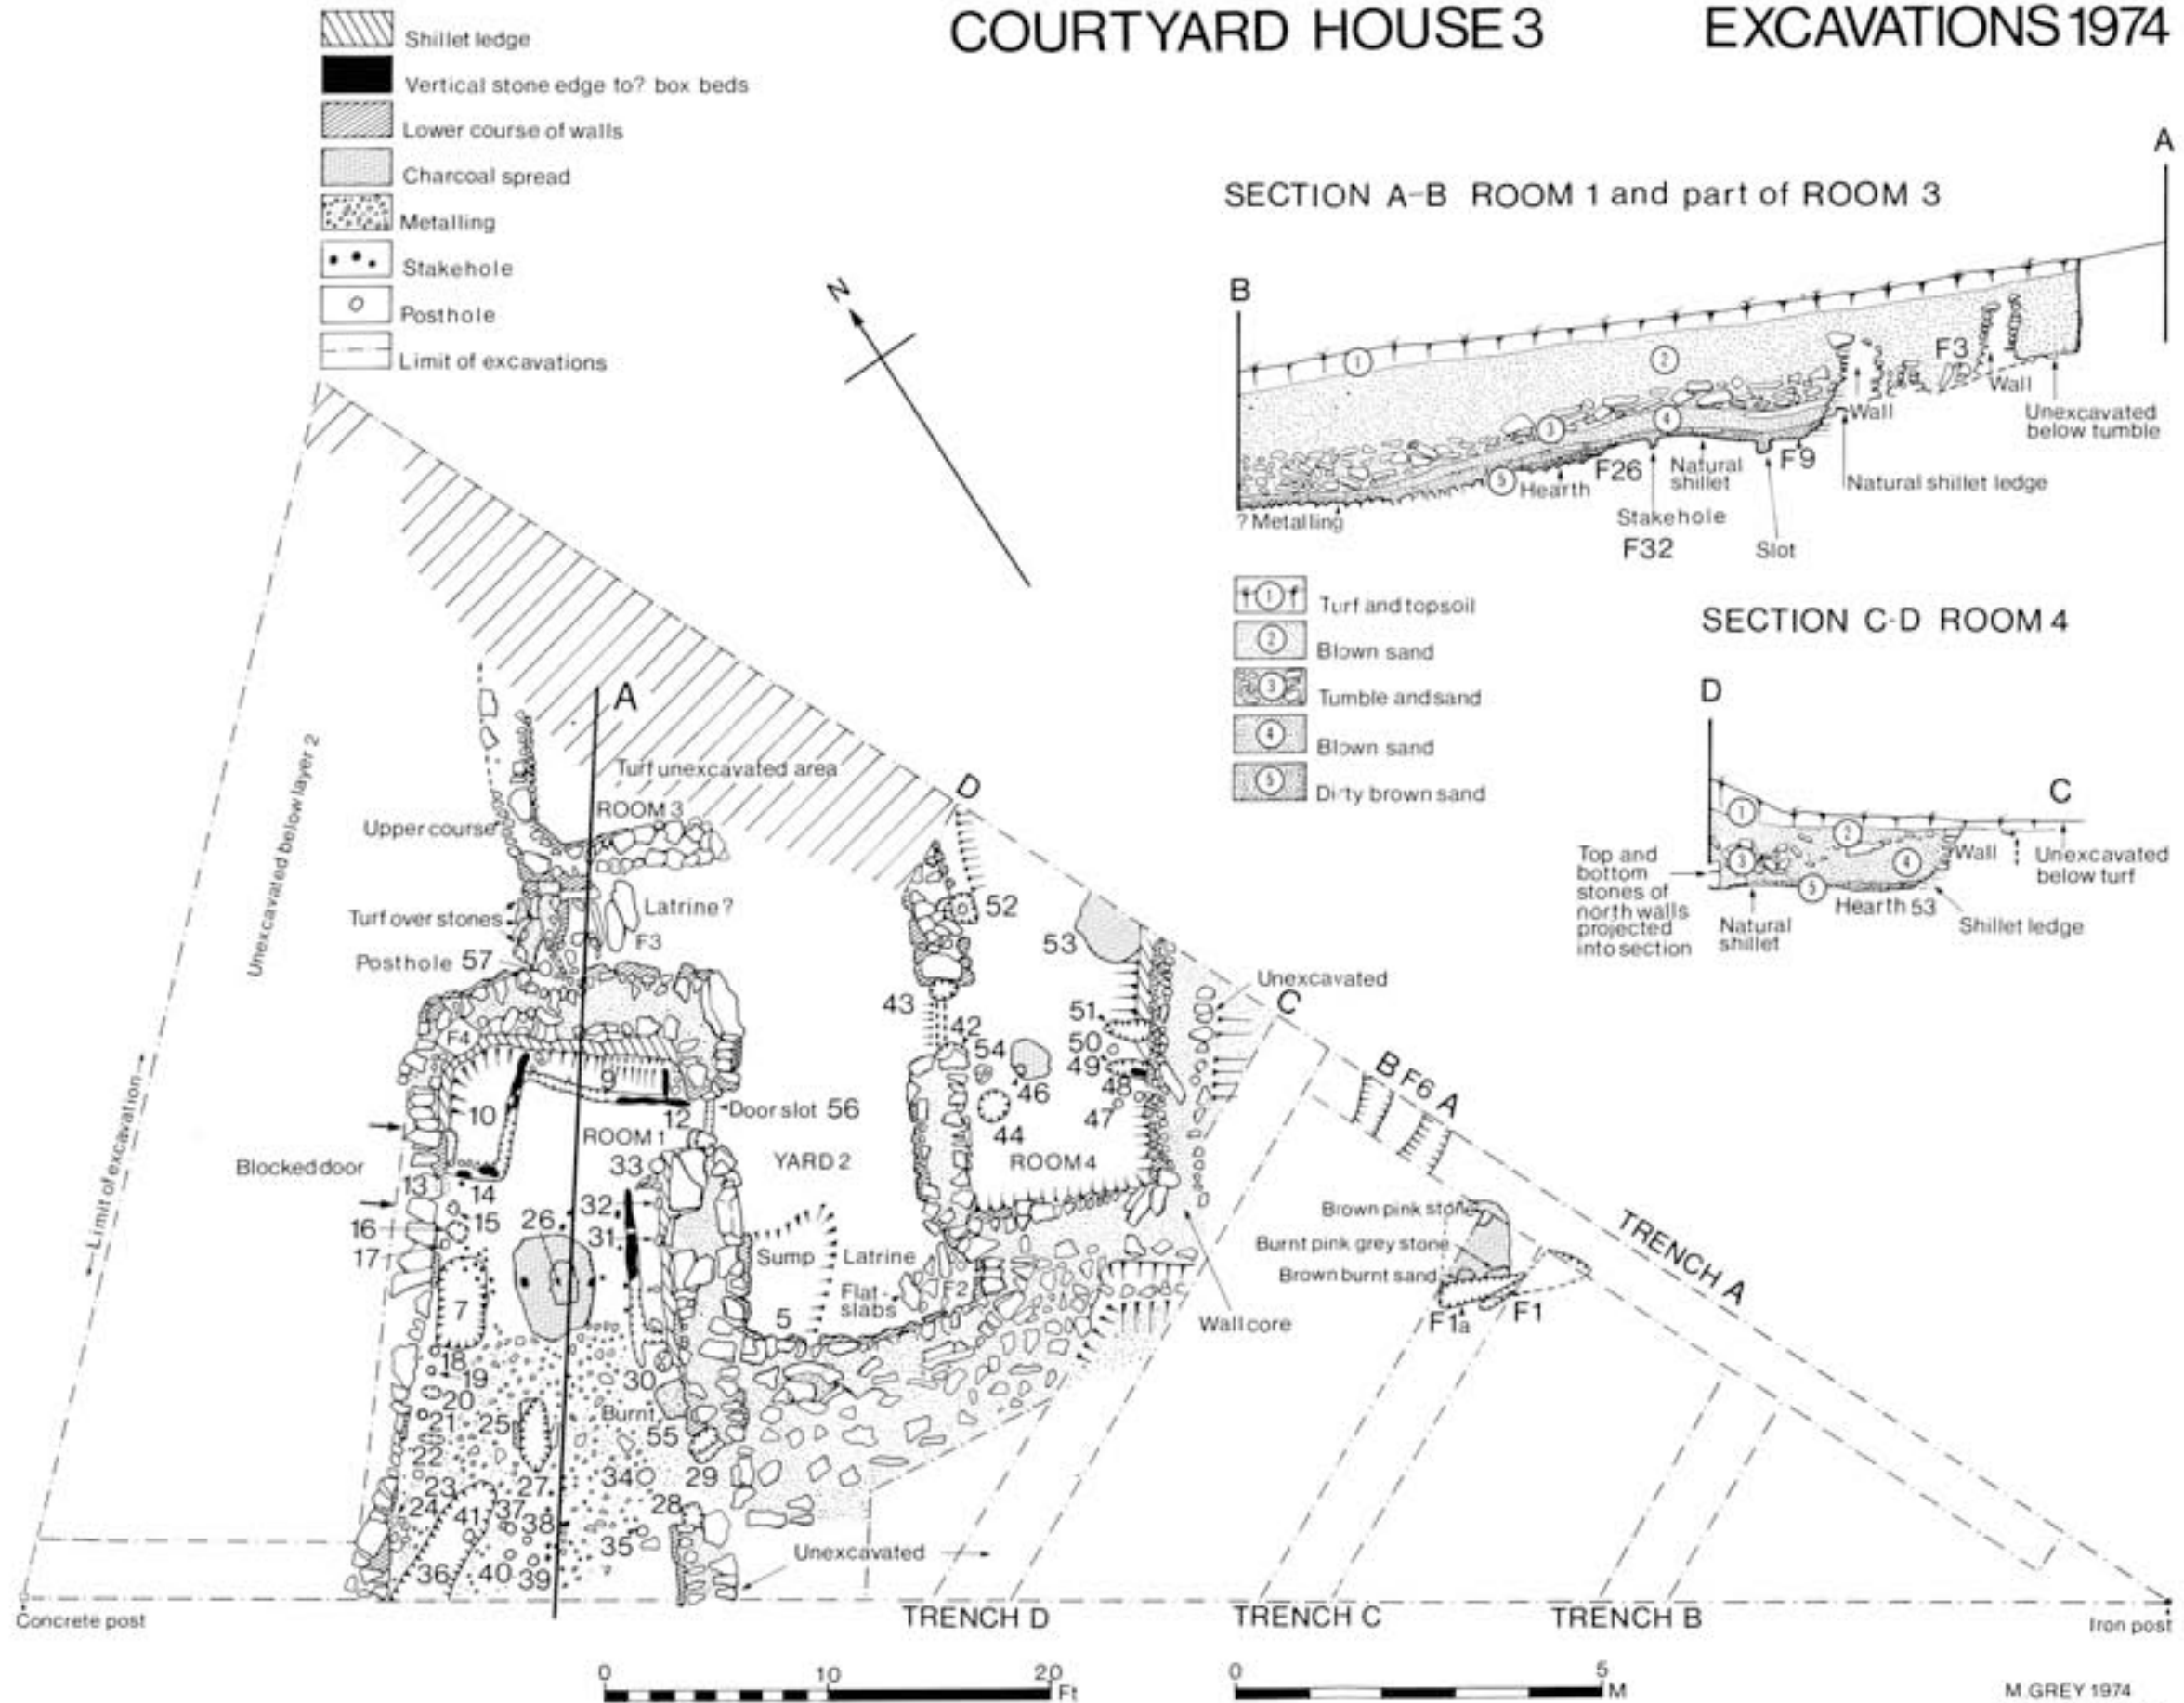 COURTYARD HOUSE 3 EXCAVATIONS 1974
Shillet ledge
Vertical stone edge to? box beds
Lower course of walls
Charcoal spread
Metalling
Stakehole
Posthole
Limit of excavations
N
SECTION A-B ROOM 1 and part of ROOM 3
A
B
1
2
3
4
5
F3
Wall
Wall
Unexcavated
below tumble
F26
Natural
shillet
F9
Natural shillet ledge
Hearth
? Metalling
Stakehole
F32
Slot
1 Turf and topsoil
2 Blown sand
3 Tumble and sand
4 Blown sand
5 Dirty brown sand
SECTION C-D ROOM 4
D
C
1
2
3
4
5
Top and
bottom
stones of
north walls
projected
into section
Natural
shillet
Hearth 53
Wall
Unexcavated
below turf
Shillet ledge
Unexcavated below layer 2
Limit of excavation
A
Turf unexcavated area
D
ROOM 3
Upper course
Latrine ?
Turf over stones
F3
Posthole 57
52
53
43
42
Unexcavated
C
F4
51
50
54
49
48
46
47
44
9
10
12
Door slot 56
ROOM 1
YARD 2
ROOM 4
Blocked door
13
14
33
15
16
17
26
32
31
Sump
Latrine
Flat-
slabs
F2
7
5
Wall core
18
19
20
21
22
23
24
25
30
Burnt
55
29
27
34
28
41
37
38
35
36
40
39
Unexcavated
B F6 A
Brown pink stone
Burnt pink grey stone
Brown burnt sand
F1a
F1
TRENCH A
Concrete post
TRENCH D
TRENCH C
TRENCH B
Iron post
0 10 20 Ft
0 5 M
M GREY 1974